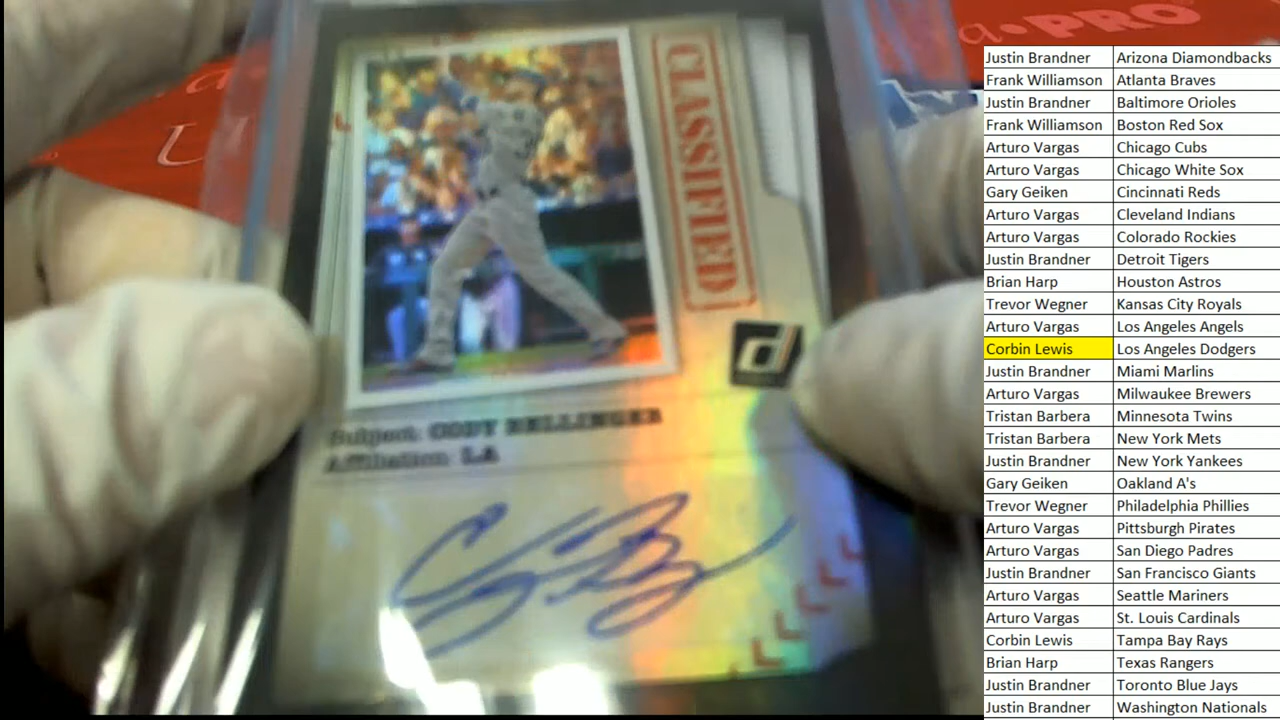 a•PRO
CLASSIFIED
d
Subject: CODY BELLINGER
Affiliation: LA
Justin Brandner Arizona Diamondbacks
Frank Williamson Atlanta Braves
Justin Brandner Baltimore Orioles
Frank Williamson Boston Red Sox
Arturo Vargas Chicago Cubs
Arturo Vargas Chicago White Sox
Gary Geiken Cincinnati Reds
Arturo Vargas Cleveland Indians
Arturo Vargas Colorado Rockies
Justin Brandner Detroit Tigers
Brian Harp Houston Astros
Trevor Wegner Kansas City Royals
Arturo Vargas Los Angeles Angels
Corbin Lewis Los Angeles Dodgers
Justin Brandner Miami Marlins
Arturo Vargas Milwaukee Brewers
Tristan Barbera Minnesota Twins
Tristan Barbera New York Mets
Justin Brandner New York Yankees
Gary Geiken Oakland A's
Trevor Wegner Philadelphia Phillies
Arturo Vargas Pittsburgh Pirates
Arturo Vargas San Diego Padres
Justin Brandner San Francisco Giants
Arturo Vargas Seattle Mariners
Arturo Vargas St. Louis Cardinals
Corbin Lewis Tampa Bay Rays
Brian Harp Texas Rangers
Justin Brandner Toronto Blue Jays
Justin Brandner Washington Nationals